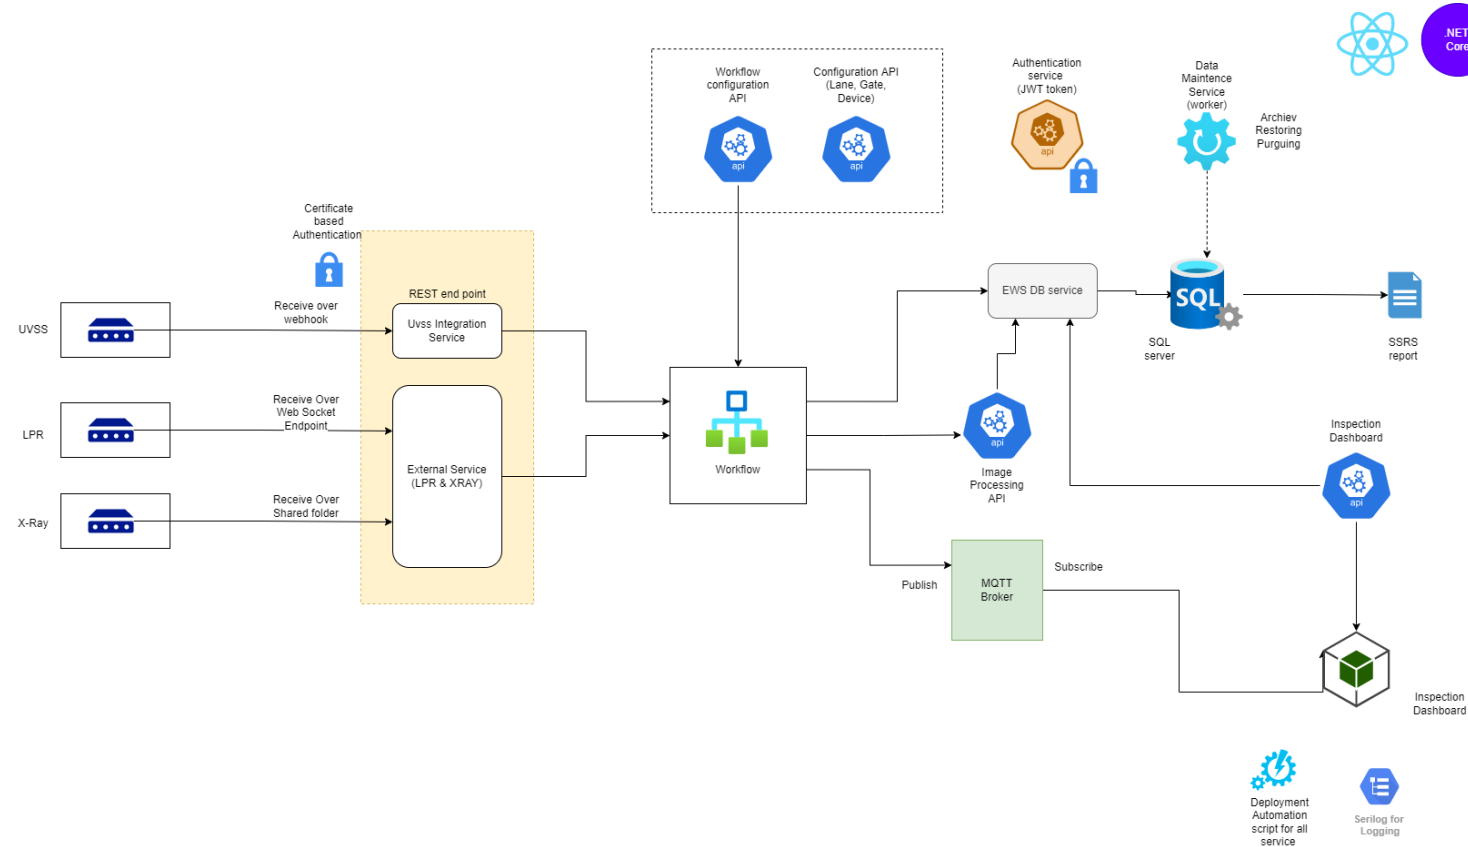 .NET
Core
Workflow
configuration
API
api
Configuration API
(Lane, Gate,
Device)
api
Authentication
service
(JWT token)
api
Data
Maintence
Service
(worker)
Archiev
Restoring
Purguing
Certificate
based
Authentication
REST end point
UVSS
Receive over
webhook
Uvss Integration
Service
LPR
Receive Over
Web Socket
Endpoint
X-Ray
Receive Over
Shared folder
External Service
(LPR & XRAY)
Workflow
EWS DB service
SQL
SQL
server
SSRS
report
api
Image
Processing
API
Inspection
Dashboard
api
Publish
MQTT
Broker
Subscribe
Inspection
Dashboard
Deployment
Automation
script for all
service
Serilog for
Logging